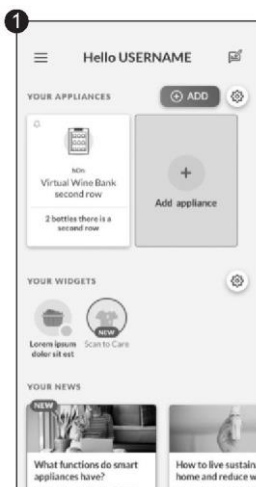 1
Hello USERNAME
YOUR APPLIANCES
ADD
Virtual Wine Bank
second row
2 bottles there is a
second row
Add appliance
YOUR WIDGETS
NEW
Lorem ipsum
dolor sit est
Scan to Care
YOUR NEWS
NEW
What functions do smart
appliances have?
How to live sustaina
home and reduce w